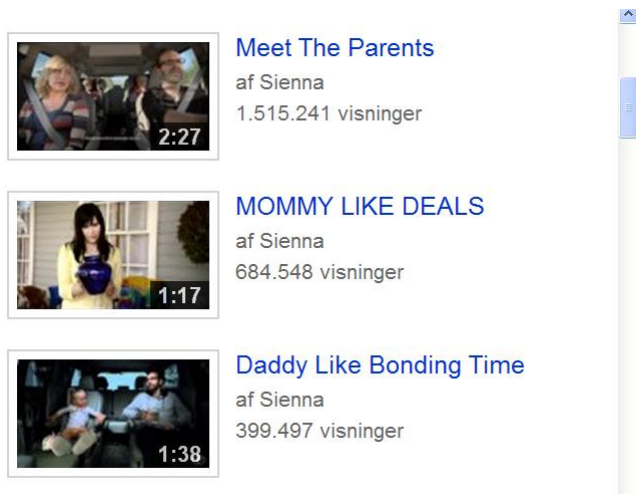 Meet The Parents
af Sienna
1.515.241 visninger
2:27
MOMMY LIKE DEALS
af Sienna
684.548 visninger
1:17
Daddy Like Bonding Time
af Sienna
399.497 visninger
1:38